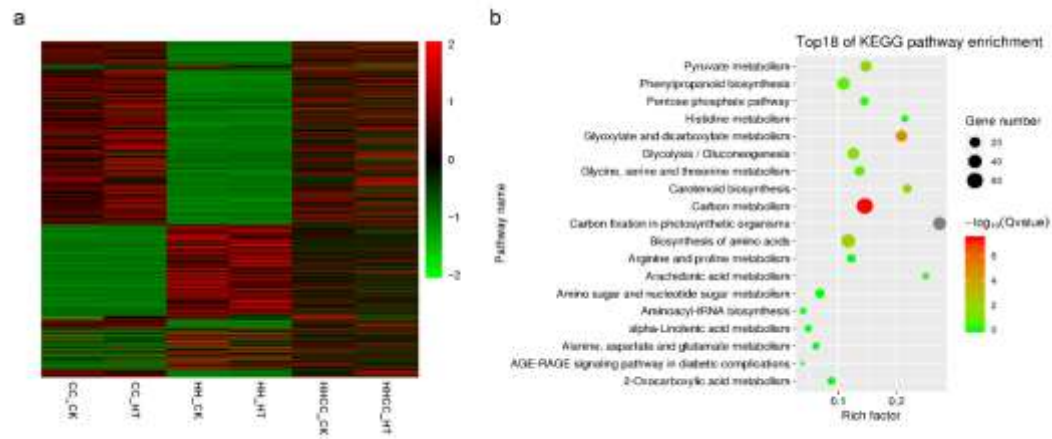 a
2
1
0
-1
-2
CC_CK
CC_HT
HH_CK
HH_HT
HHCC_CK
HHCC_HT
b
Top18 of KEGG pathway enrichment
Pathway name
Pyruvate metabolism
Phenylpropanoid biosynthesis
Pentose phosphate pathway
Histidine metabolism
Glyoxylate and dicarboxylate metabolism
Glycolysis / Gluconeogenesis
Glycine, serine and threonine metabolism
Carotenoid biosynthesis
Carbon metabolism
Carbon fixation in photosynthetic organisms
Biosynthesis of amino acids
Arginine and proline metabolism
Arachidonic acid metabolism
Amino sugar and nucleotide sugar metabolism
Aminoacyl-tRNA biosynthesis
alpha-Linolenic acid metabolism
Alanine, aspartate and glutamate metabolism
AGE-RAGE signaling pathway in diabetic complications
2-Oxocarboxylic acid metabolism
0.1 0.2
Rich factor
Gene number
20
40
60
-log₁₀(Qvalue)
6
4
2
0